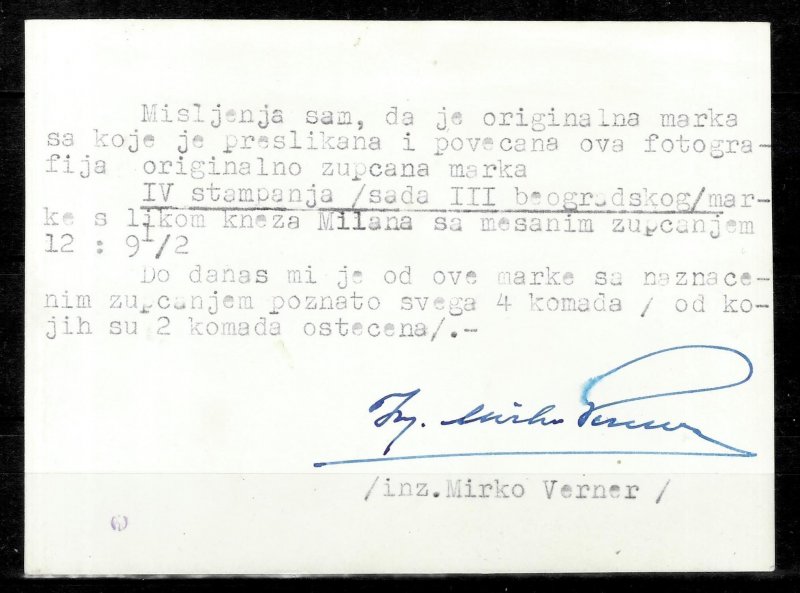 Misljenja sam, da je originalna marka
sa koje je preslikana i povecana ova fotogra-
fija originalno zupcana marka
IV stampanja /sada III beogradskog/mar-
ke s likom kneza Milana sa mesanim zupcanjem
12 : 9 1/2
Do danas mi je od ove marke sa naznace-
nim zupcanjem poznato svega 4 komada / od ko-
jih su 2 komada ostecena/.-
Ing. Mirko Verner
/inz.Mirko Verner /